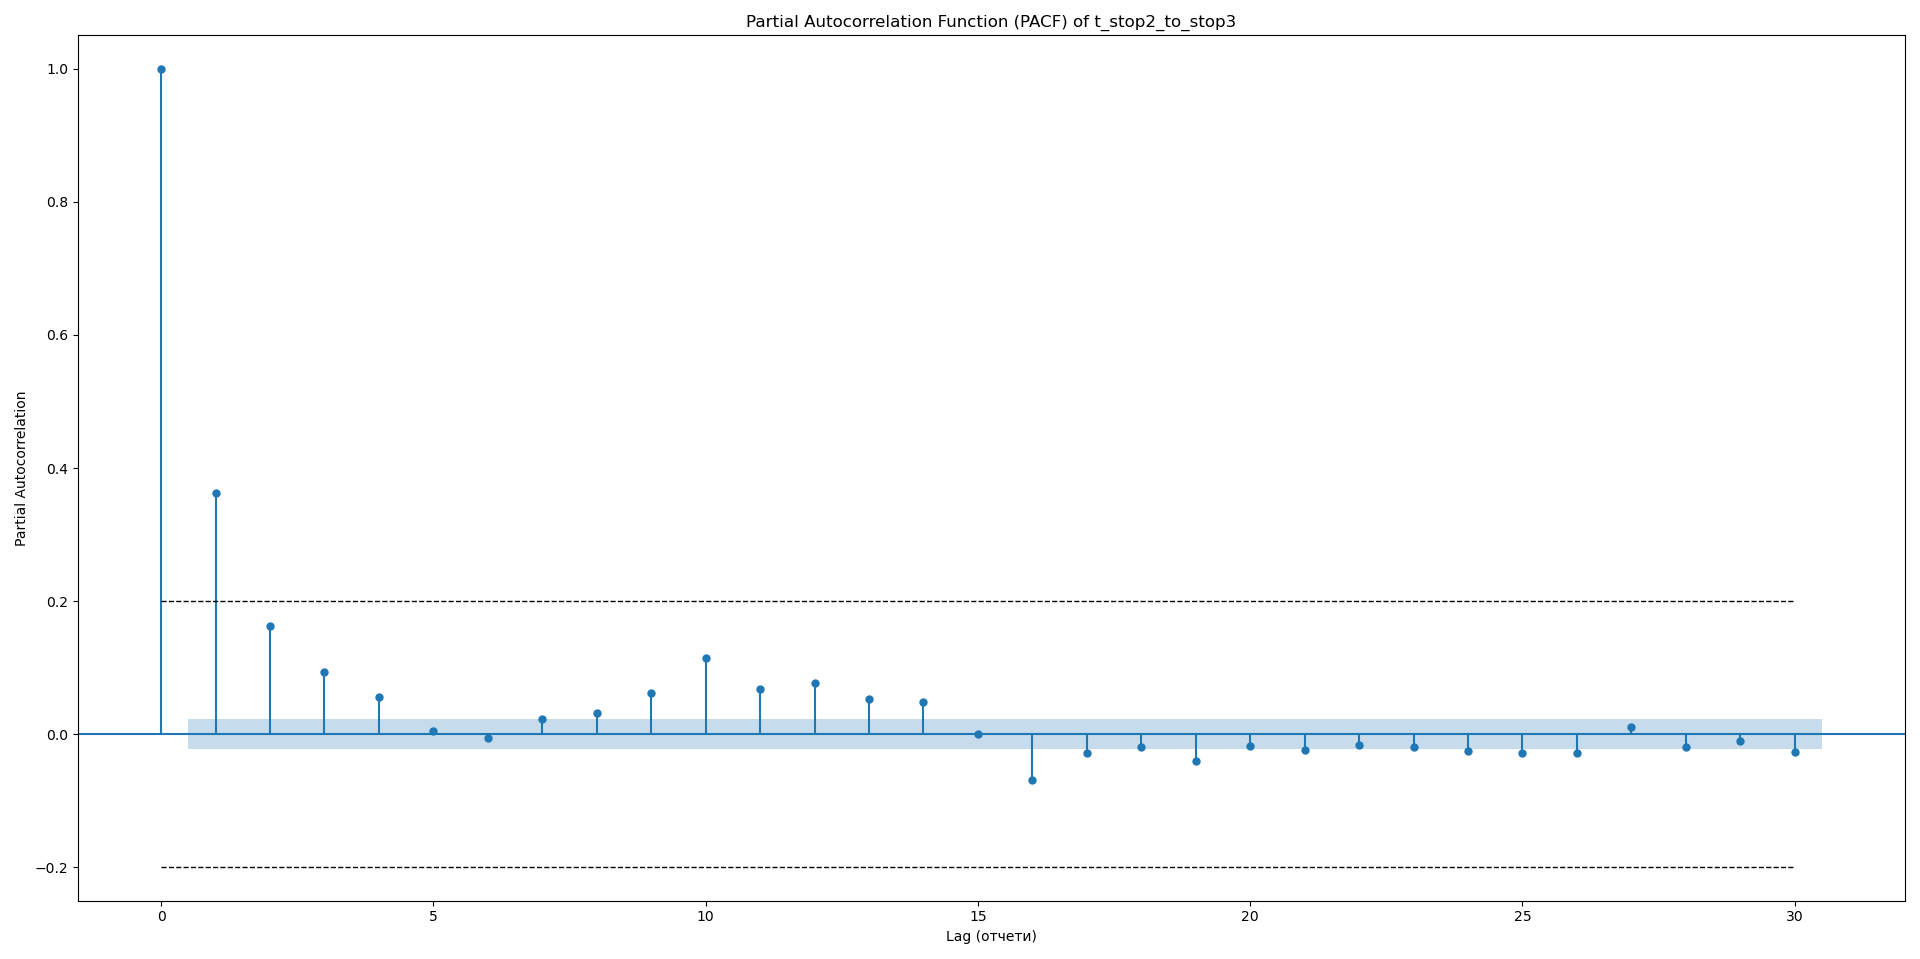 Partial Autocorrelation Function (PACF) of t_stop2_to_stop3
1.0
0.8
0.6
0.4
0.2
0.0
−0.2
Partial Autocorrelation
0 5 10 15 20 25 30
Lag (отчети)